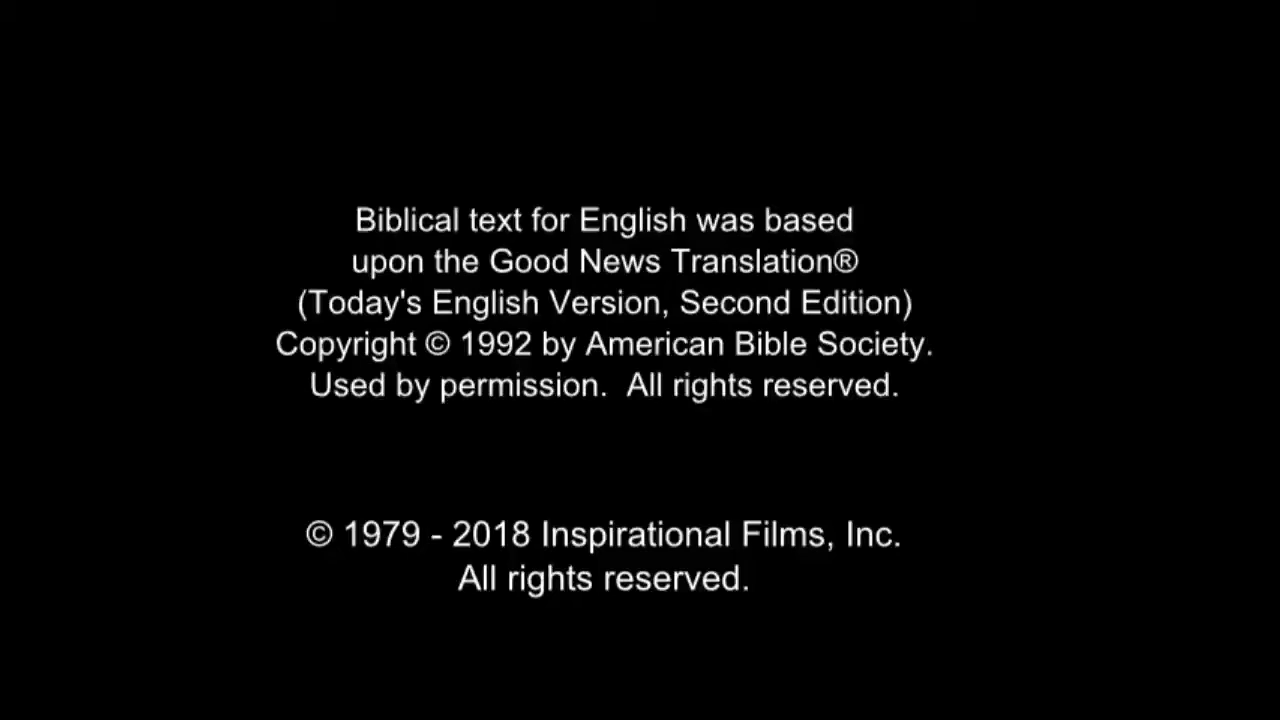 Biblical text for English was based
upon the Good News Translation®
(Today's English Version, Second Edition)
Copyright © 1992 by American Bible Society.
Used by permission.  All rights reserved.
© 1979 - 2018 Inspirational Films, Inc.
All rights reserved.